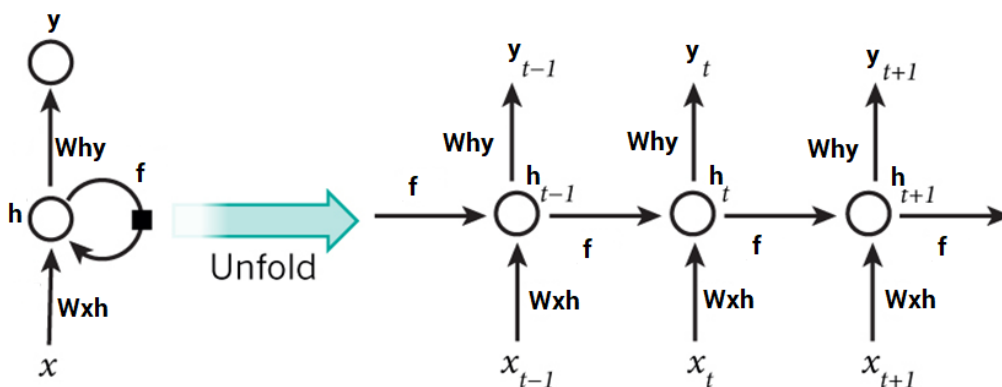 y
Why
f
h
Wxh
x
Unfold
y t-1 y t y t+1
Why Why Why
f h t-1 h t h t+1
f f f
Wxh Wxh Wxh
x t-1 x t x t+1